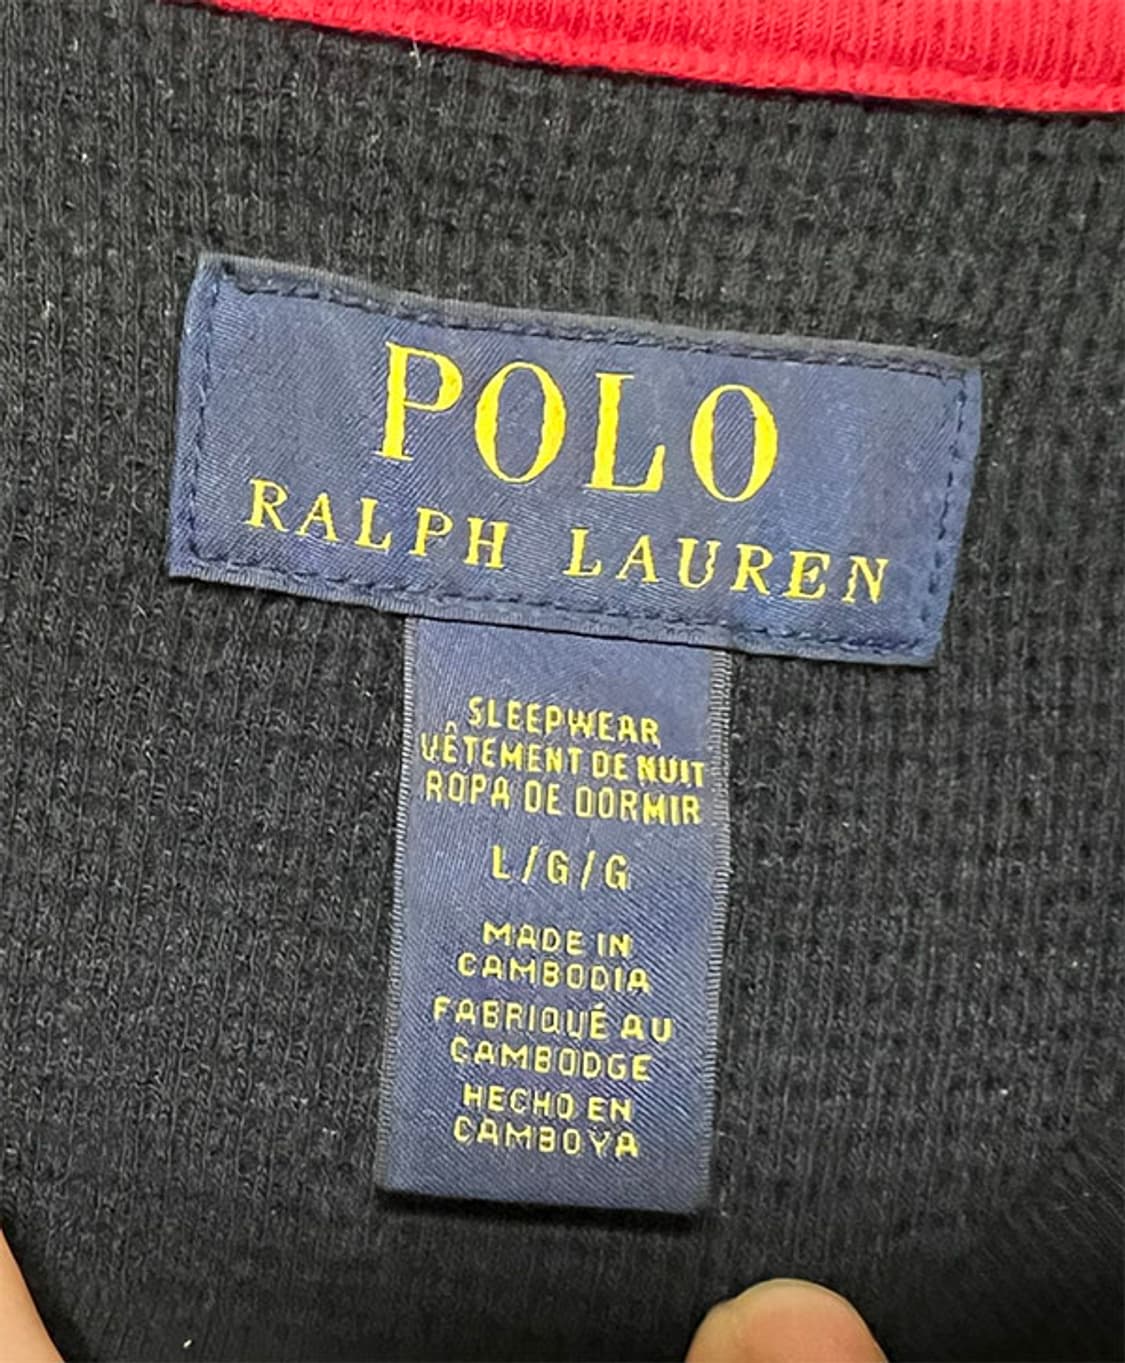 POLO
RALPH LAUREN
SLEEPWEAR
VÊTEMENT DE NUIT
ROPA DE DORMIR
L/G/G
MADE IN
CAMBODIA
FABRIQUÉ AU
CAMBODGE
HECHO EN
CAMBOYA